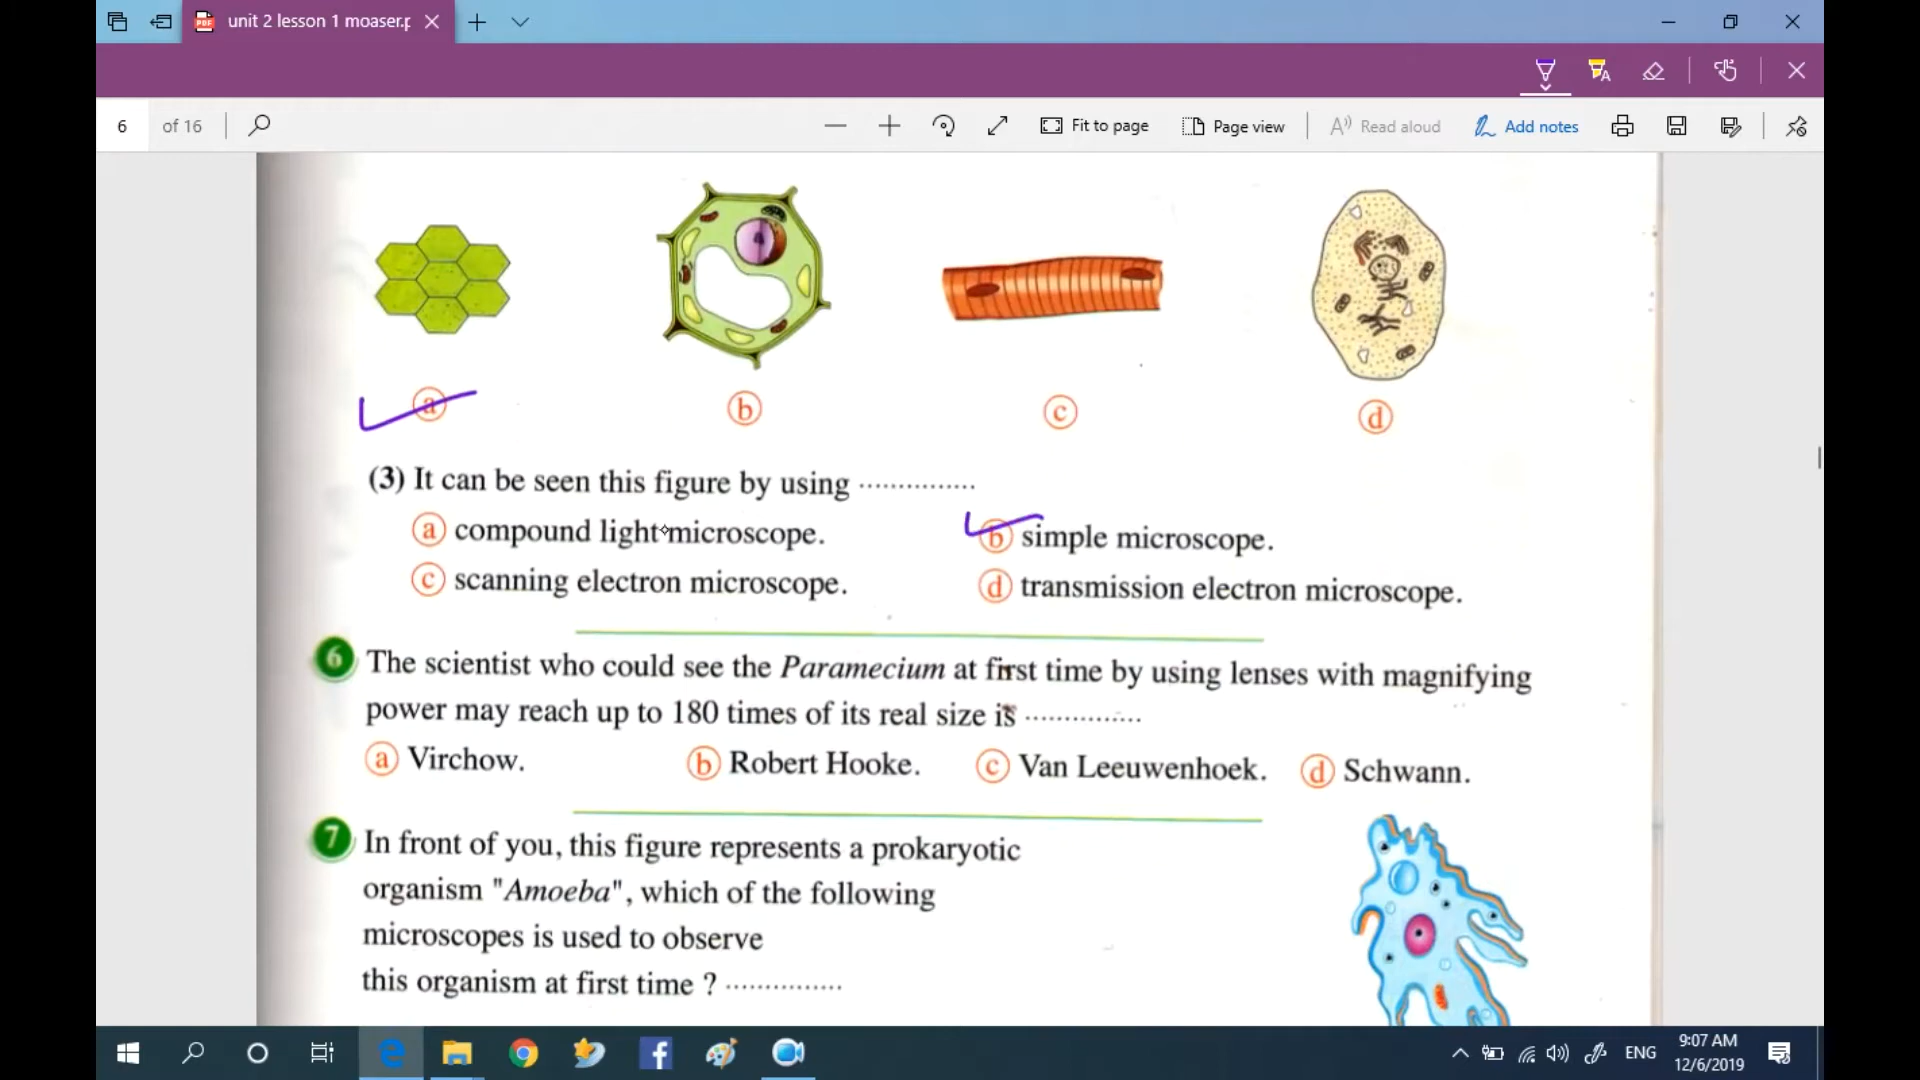 unit 2 lesson 1 moaser.p
6 of 16
Fit to page
Page view
Read aloud
Add notes
a
b
c
d
(3) It can be seen this figure by using ...............
a compound light microscope.
b simple microscope.
c scanning electron microscope.
d transmission electron microscope.
6 The scientist who could see the Paramecium at first time by using lenses with magnifying
power may reach up to 180 times of its real size is ...............
a Virchow.
b Robert Hooke.
c Van Leeuwenhoek.
d Schwann.
7 In front of you, this figure represents a prokaryotic
organism "Amoeba", which of the following
microscopes is used to observe
this organism at first time ? ...............
ENG
9:07 AM
12/6/2019